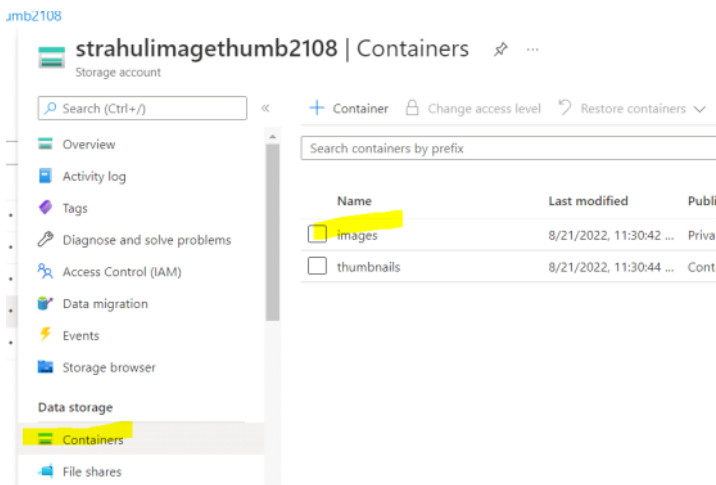 umb2108
strahulimagethumb2108 | Containers
Storage account
Search (Ctrl+/)
Overview
Activity log
Tags
Diagnose and solve problems
Access Control (IAM)
Data migration
Events
Storage browser
Data storage
Containers
File shares
Container Change access level Restore containers
Search containers by prefix
Name Last modified Publi
images 8/21/2022, 11:30:42 ... Priva
thumbnails 8/21/2022, 11:30:44 ... Cont